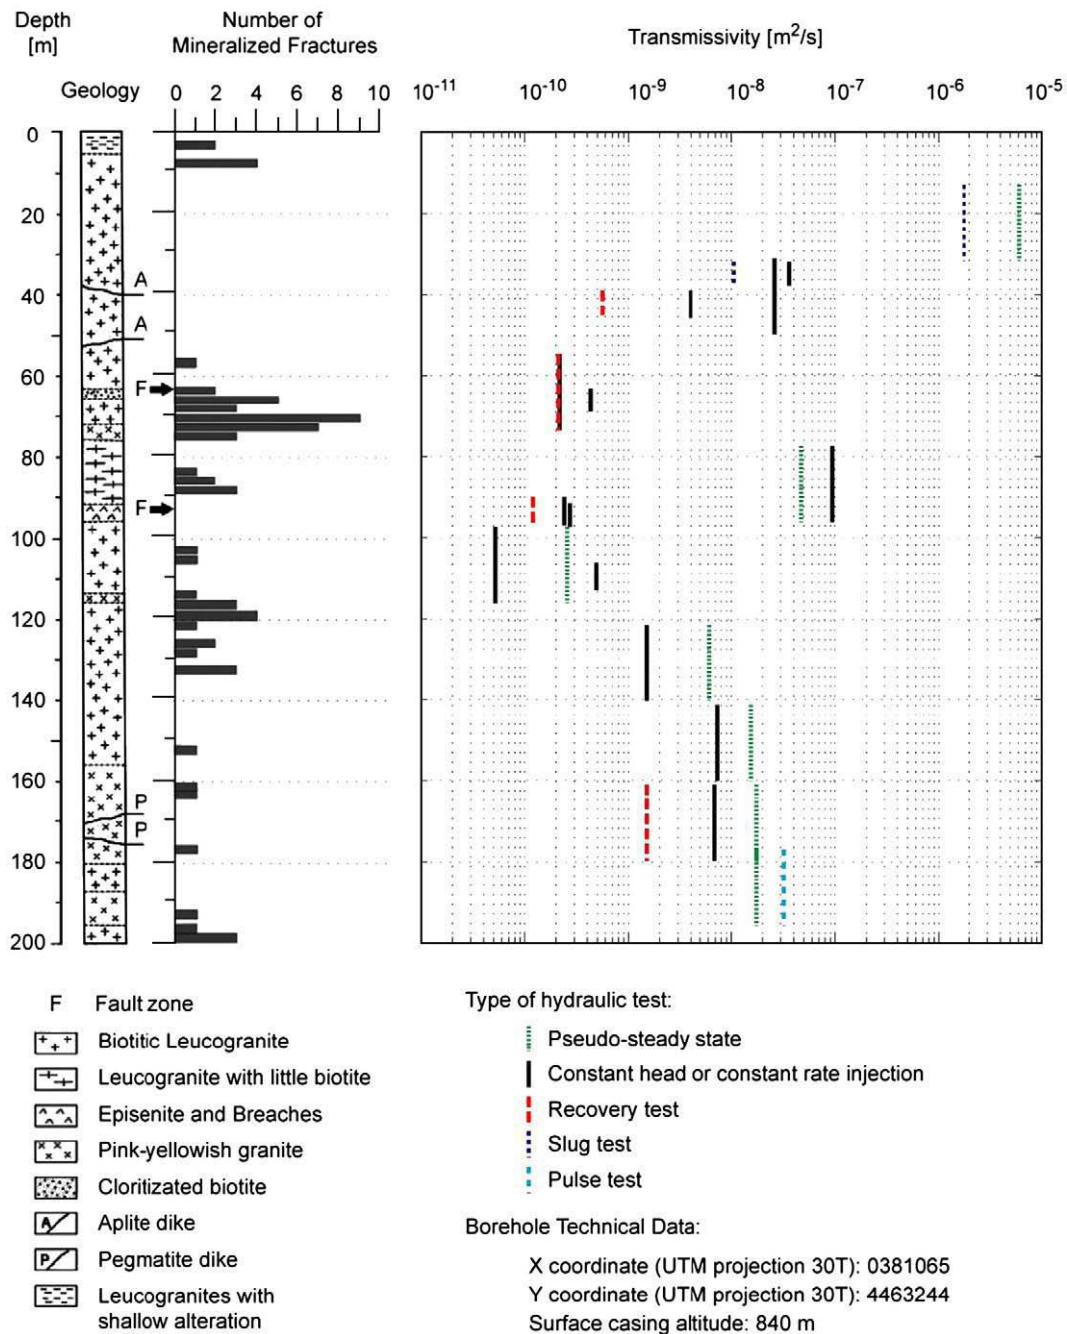 Depth
[m]
Number of
Mineralized Fractures
Transmissivity [m²/s]
Geology
0 2 4 6 8 10
10⁻¹¹ 10⁻¹⁰ 10⁻⁹ 10⁻⁸ 10⁻⁷ 10⁻⁶ 10⁻⁵
0
20
A
40
A
60
F
80
F
100
120
140
160
P
P
180
200
F Fault zone
Biotitic Leucogranite
Leucogranite with little biotite
Episenite and Breaches
Pink-yellowish granite
Cloritizated biotite
A Aplite dike
P Pegmatite dike
Leucogranites with
shallow alteration
Type of hydraulic test:
Pseudo-steady state
Constant head or constant rate injection
Recovery test
Slug test
Pulse test
Borehole Technical Data:
X coordinate (UTM projection 30T): 0381065
Y coordinate (UTM projection 30T): 4463244
Surface casing altitude: 840 m